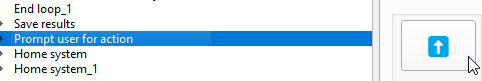 End loop_1
Save results
Prompt user for action
Home system
Home system_1